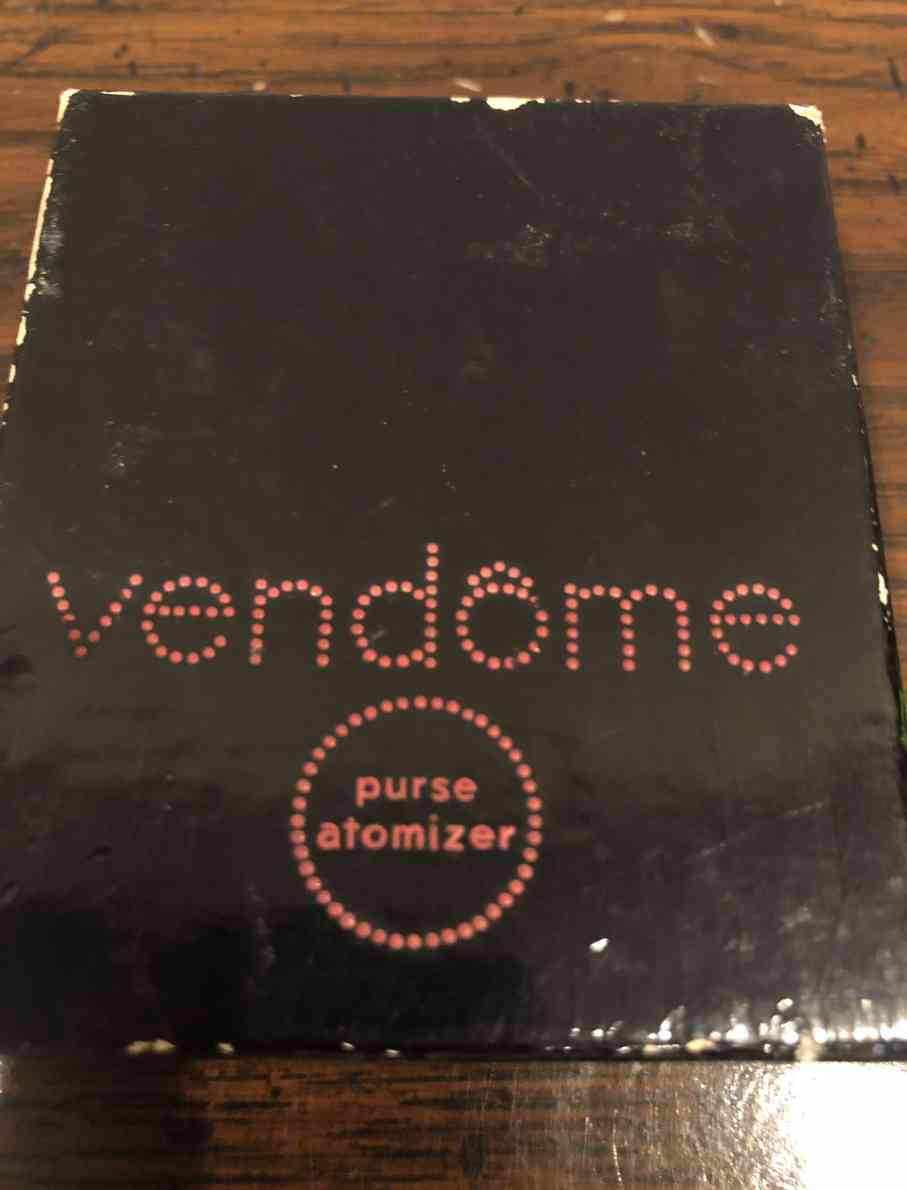 vendôme
purse
atomizer